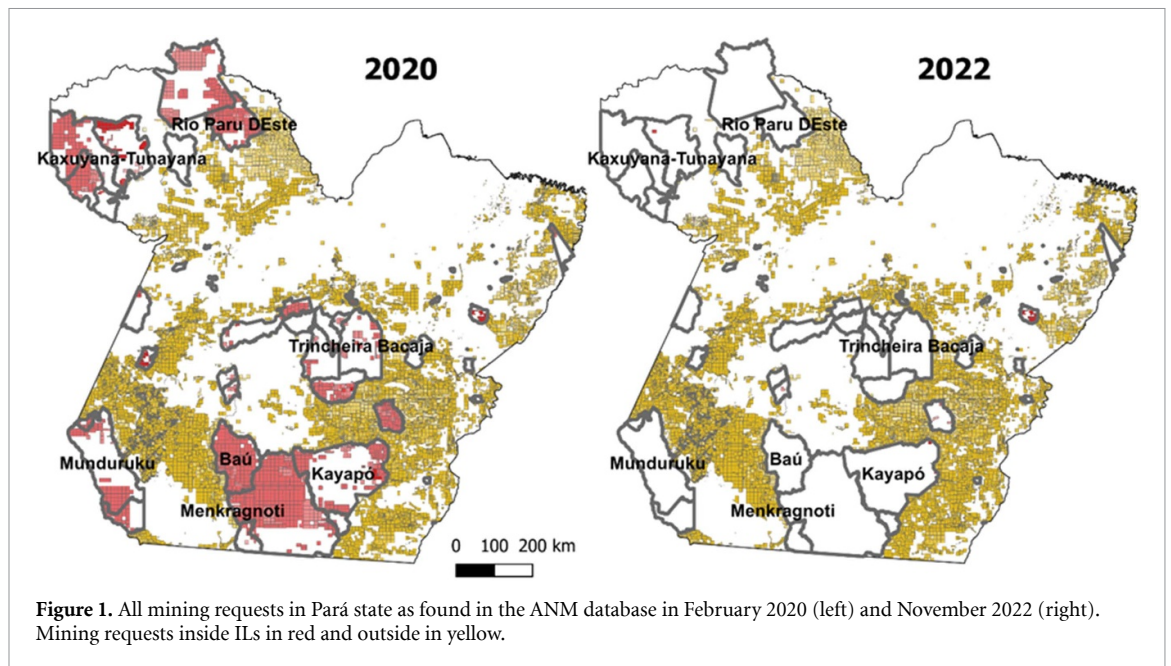 2020
2022
Rio Paru DEste
Rio Paru DEste
Kaxuyana-Tunayana
Kaxuyana-Tunayana
Trincheira Bacaja
Trincheira Bacaja
Munduruku
Baú
Kayapó
Munduruku
Baú
Kayapó
Menkragnoti
Menkragnoti
0 100 200 km
Figure 1. All mining requests in Pará state as found in the ANM database in February 2020 (left) and November 2022 (right).
Mining requests inside ILs in red and outside in yellow.